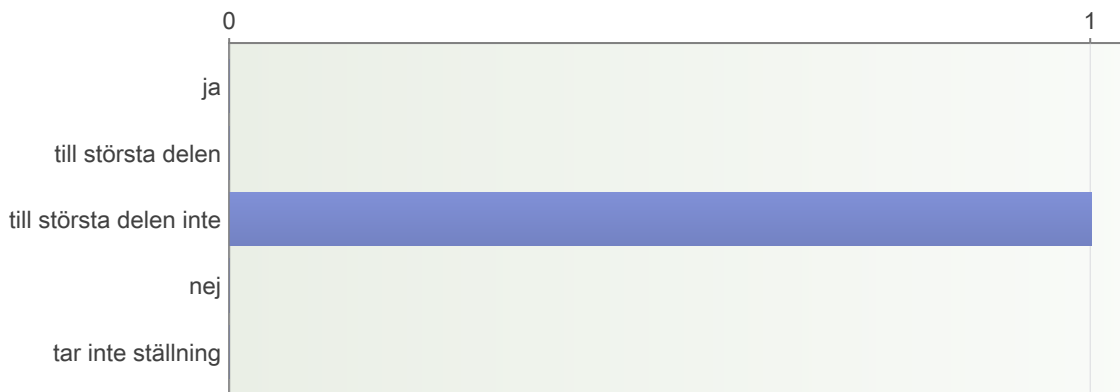 0 1
ja
till största delen
till största delen inte
nej
tar inte ställning